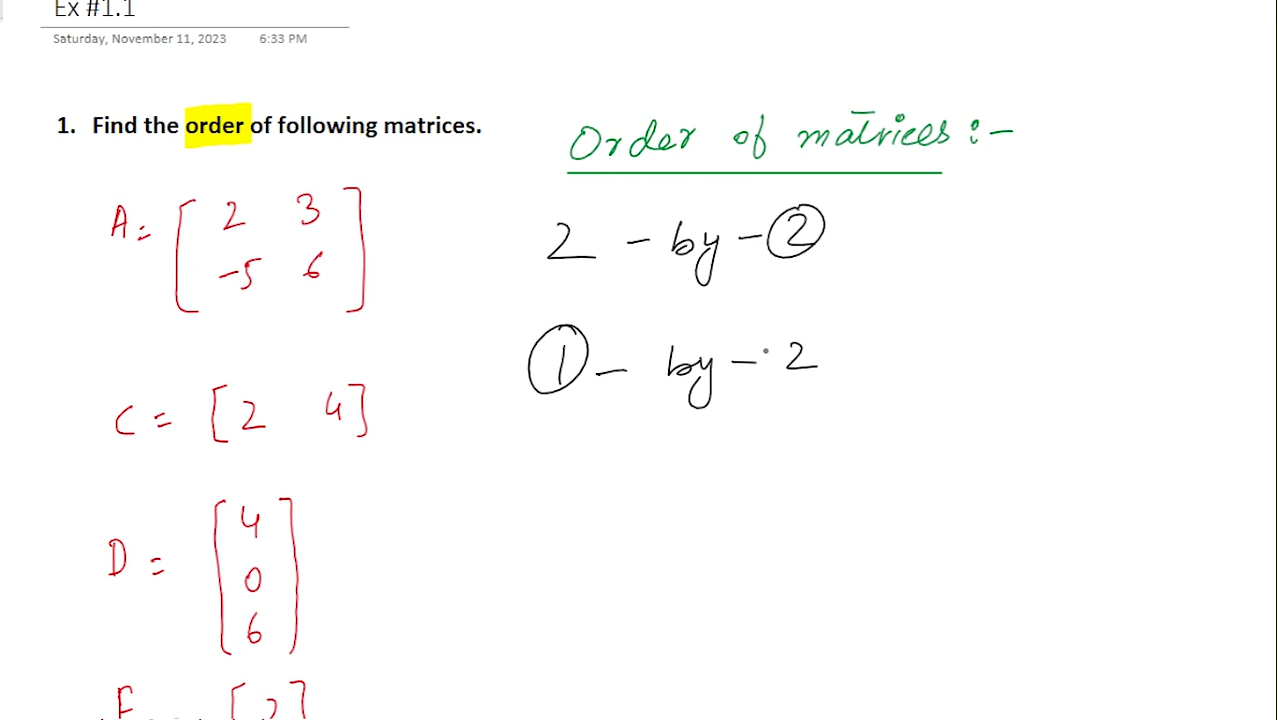 Ex #1.1
Saturday, November 11, 2023 6:33 PM
1. Find the order of following matrices.
Order of matrices :-
A = [ 2 3
-5 6 ]
2 - by - 2
1 - by - 2
C = [ 2 4 ]
D = [ 4
0
6 ]